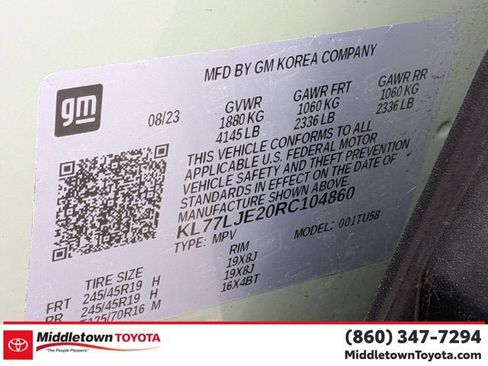 MFD BY GM KOREA COMPANY
gm
08/23
GVWR GAWR FRT GAWR RR
1880 KG 1060 KG 1060 KG
4145 LB 2336 LB 2336 LB
THIS VEHICLE CONFORMS TO ALL
APPLICABLE U.S. FEDERAL MOTOR
VEHICLE SAFETY AND THEFT PREVENTION
STANDARDS IN EFFECT ON THE DATE OF
MANUFACTURE SHOWN ABOVE.
KL77LJE20RC104860
TYPE: MPV MODEL: 001TU58
TIRE SIZE RIM
FRT 245/45R19 H 19X8J
RR 245/45R19 H 19X8J
T125/70R16 M 16X4BT
Middletown TOYOTA
"The People Pleasers"
(860) 347-7294
MiddletownToyota.com